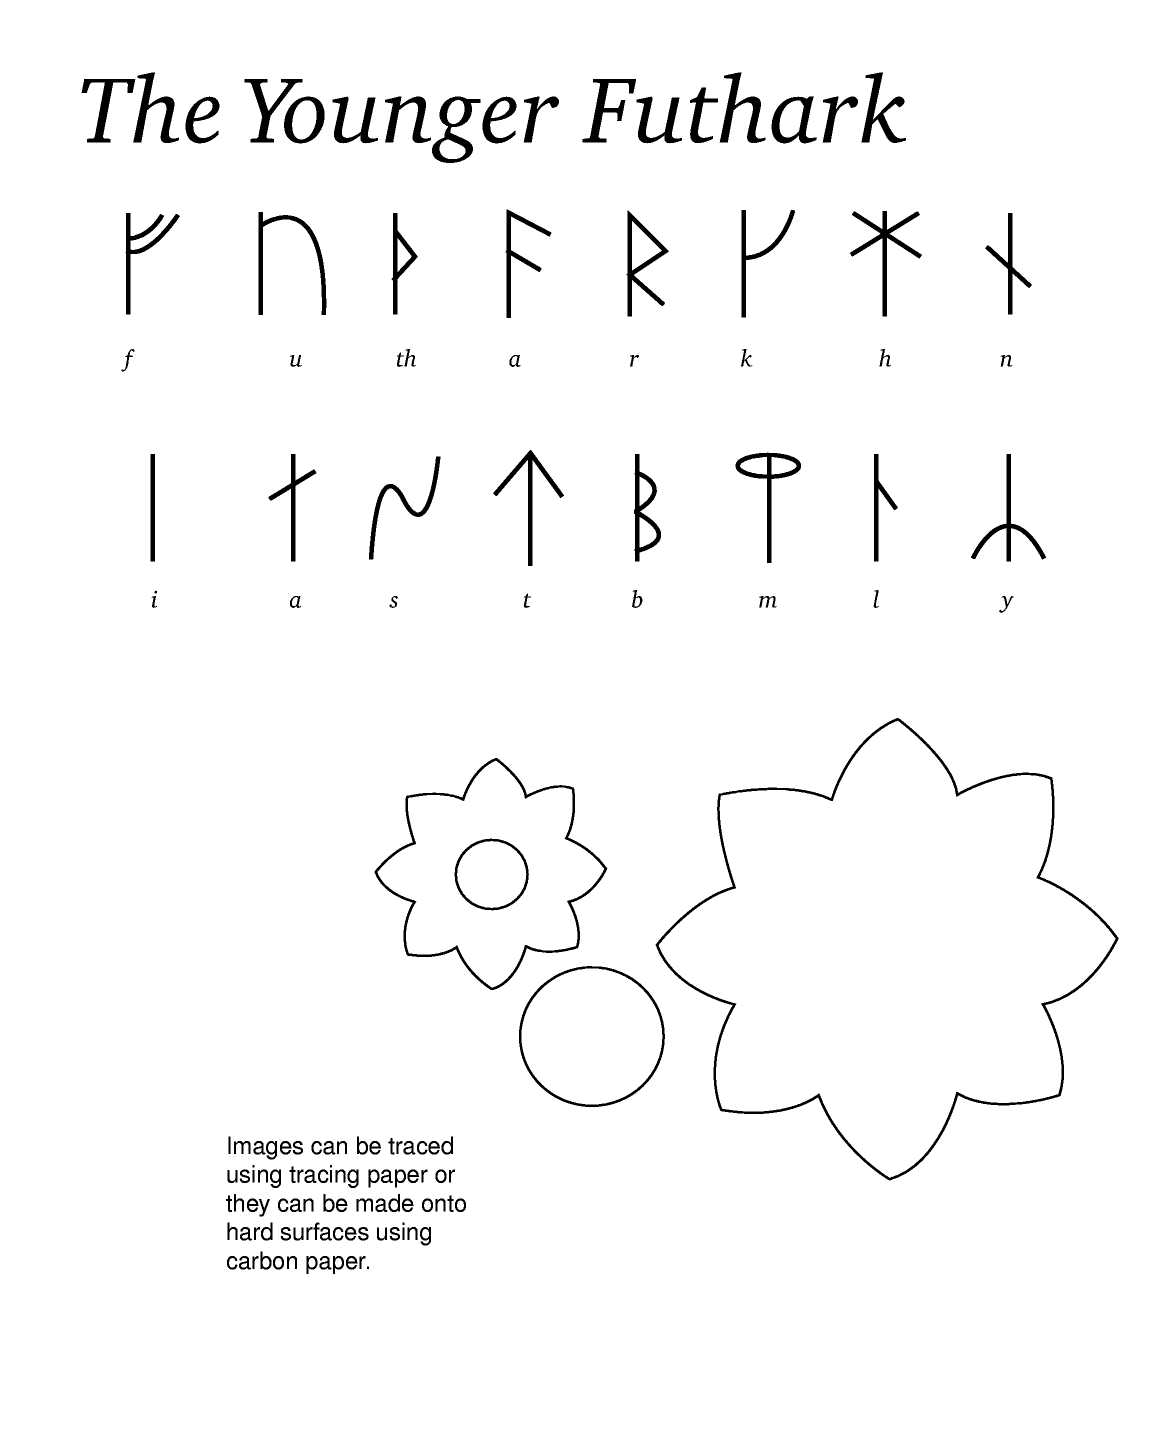 The Younger Futhark
f u th a r k h n
i a s t b m l y
Images can be traced
using tracing paper or
they can be made onto
hard surfaces using
carbon paper.